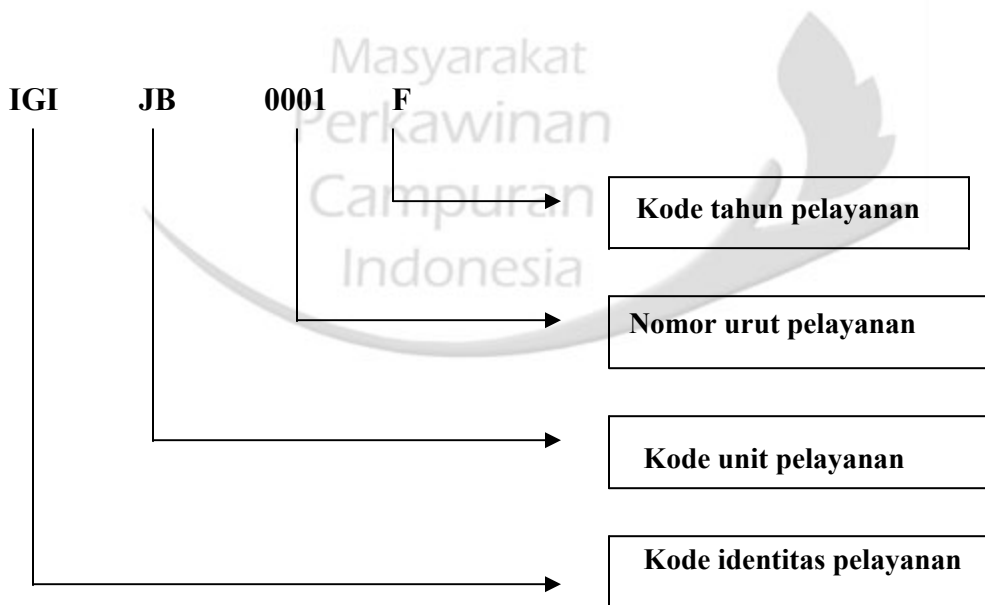 Masyarakat
Perkawinan
Campuran
Indonesia
IGI JB 0001 F
Kode tahun pelayanan
Nomor urut pelayanan
Kode unit pelayanan
Kode identitas pelayanan